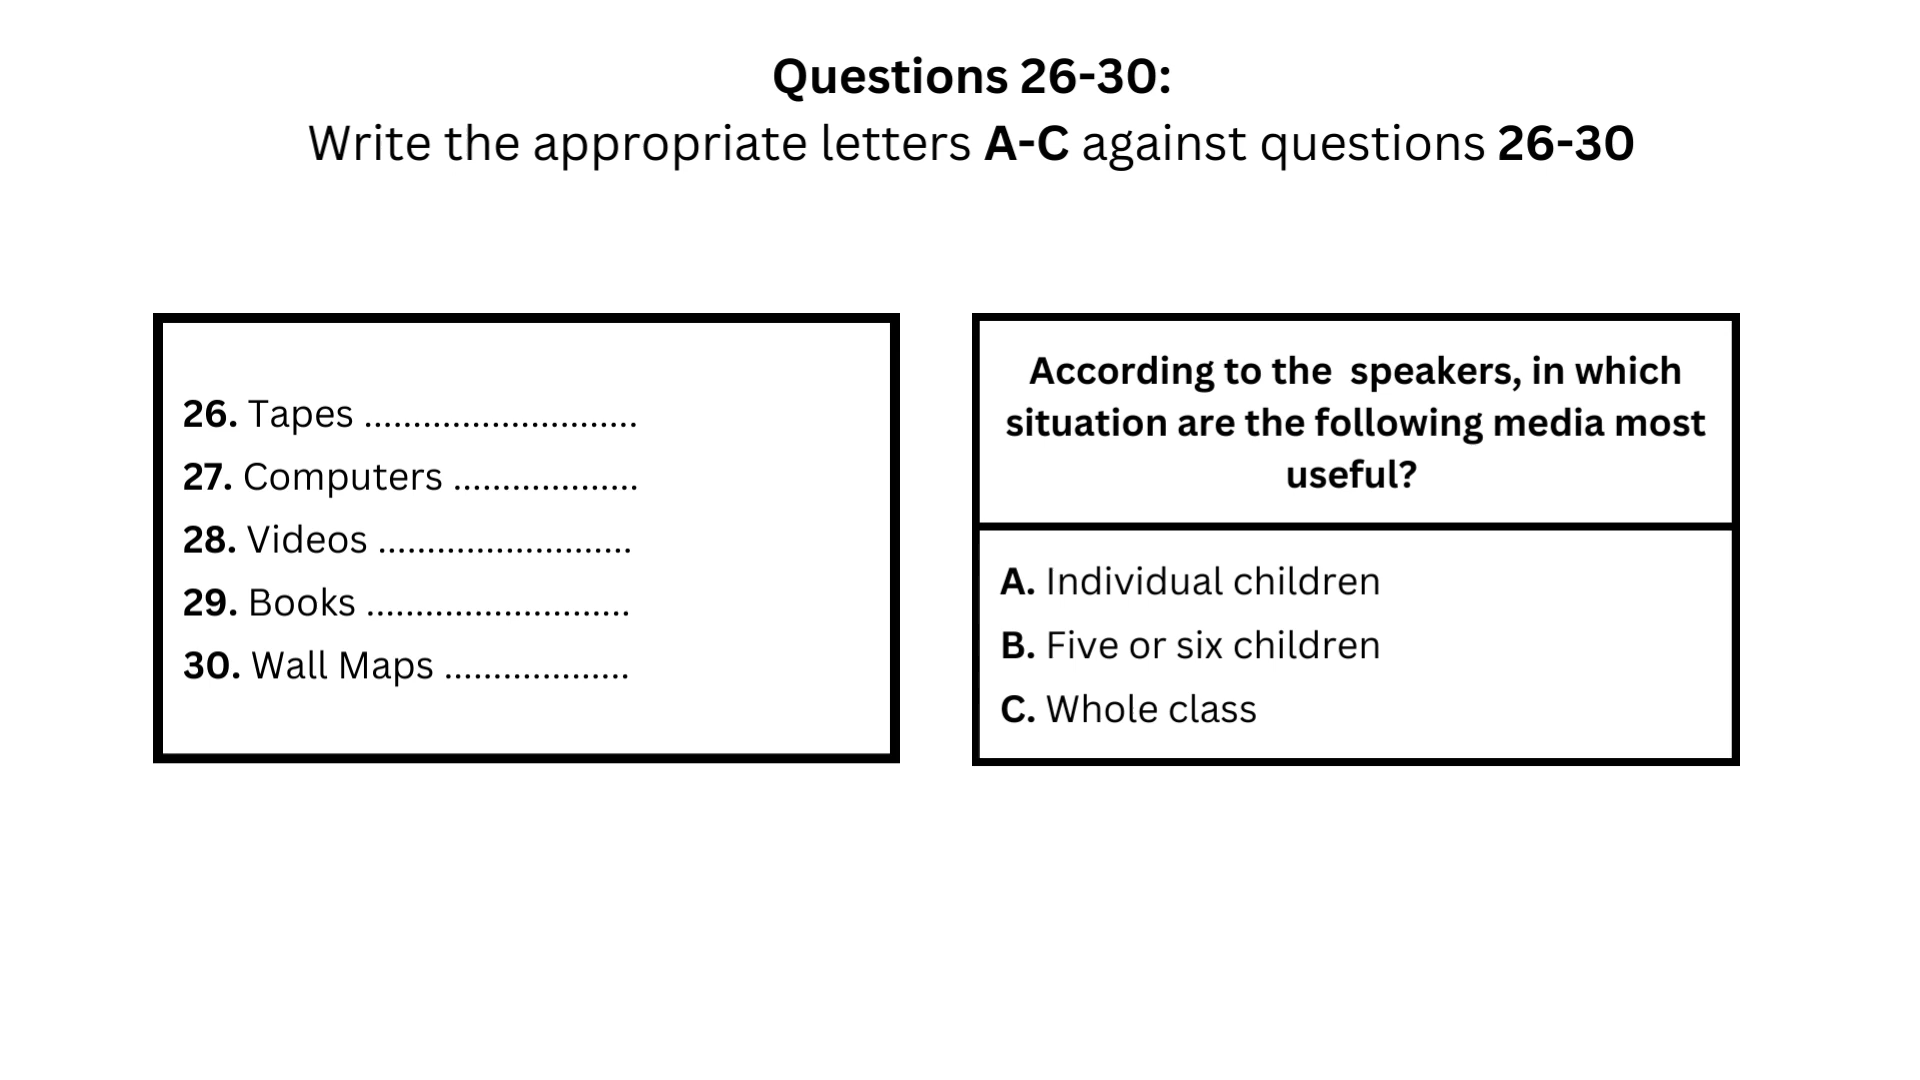 Questions 26-30:
Write the appropriate letters A-C against questions 26-30
26. Tapes ............................
27. Computers ...................
28. Videos ..........................
29. Books ...........................
30. Wall Maps ...................
According to the  speakers, in which
situation are the following media most
useful?
A. Individual children
B. Five or six children
C. Whole class